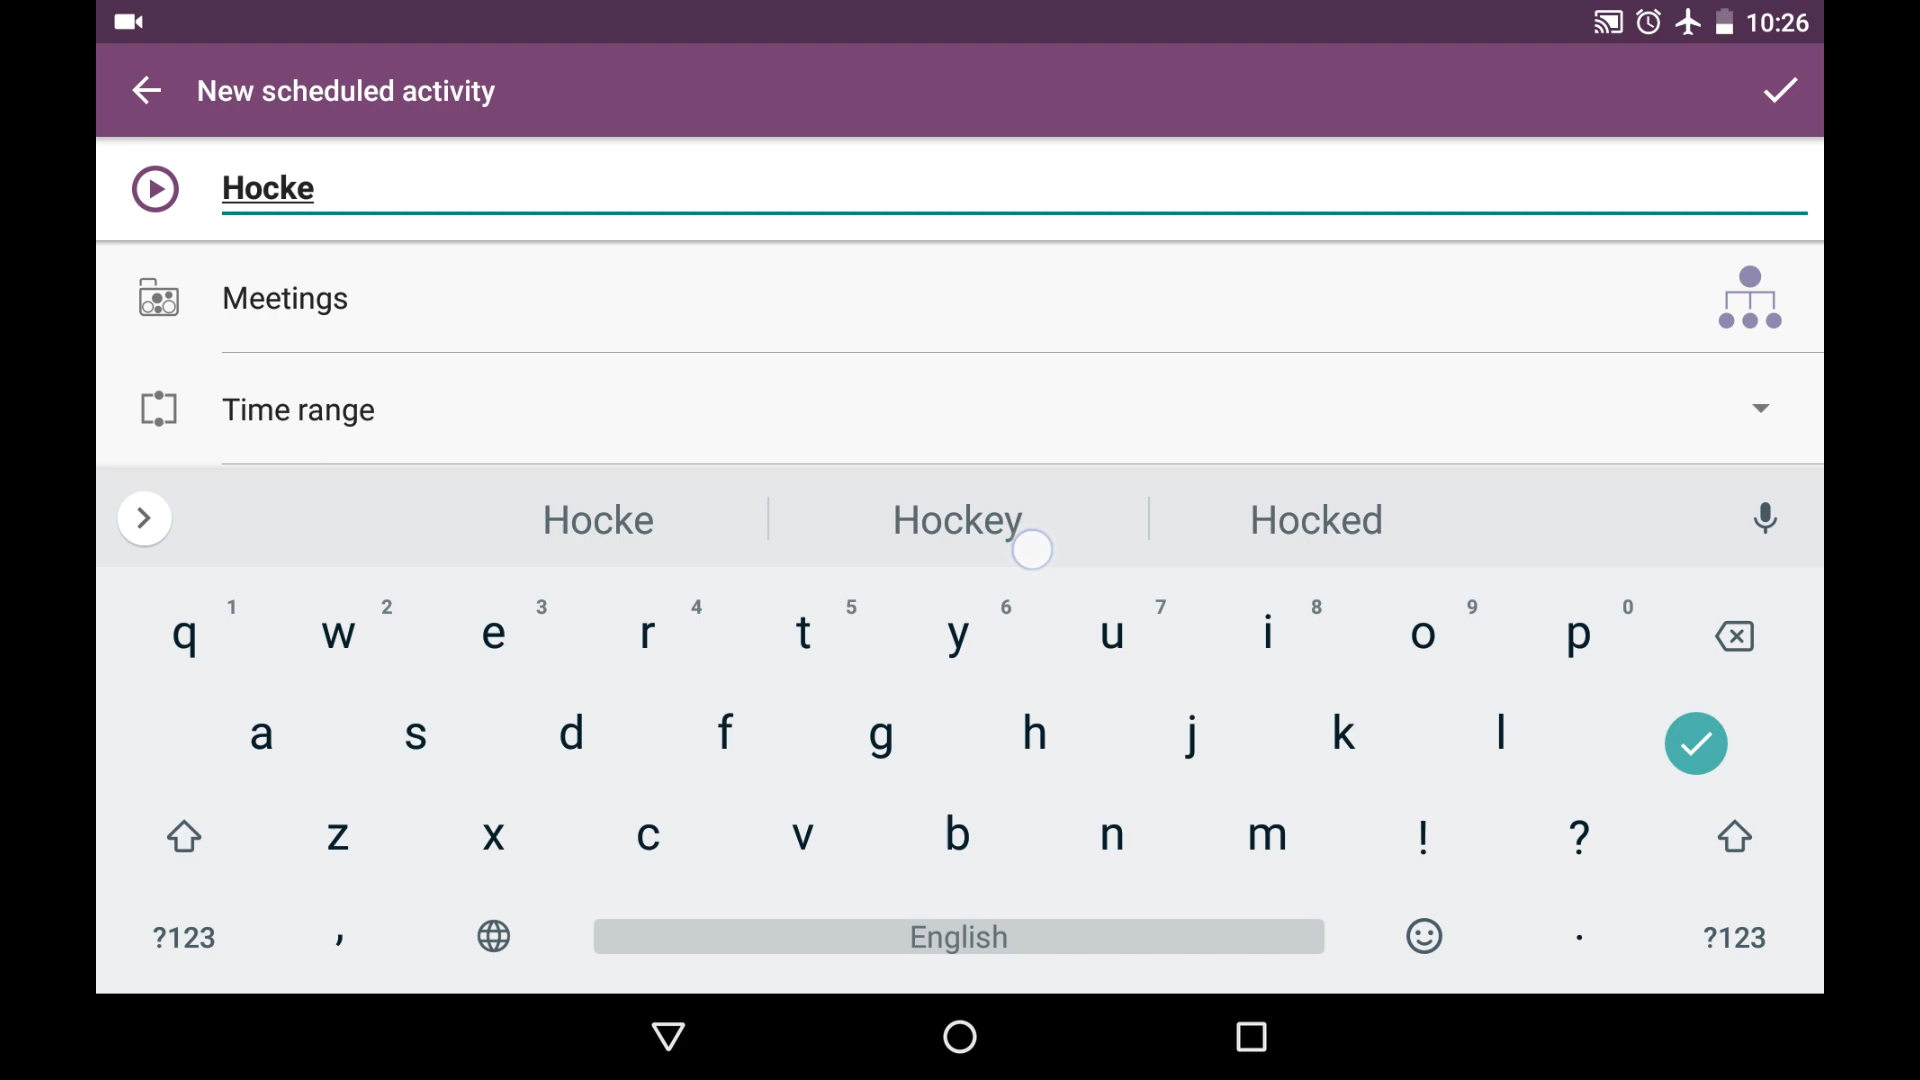 10:26
New scheduled activity
Hocke
Meetings
Time range
Hocke Hockey Hocked
q 1 w 2 e 3 r 4 t 5 y 6 u 7 i 8 o 9 p 0
a s d f g h j k l
z x c v b n m ! ?
?123 , English . ?123